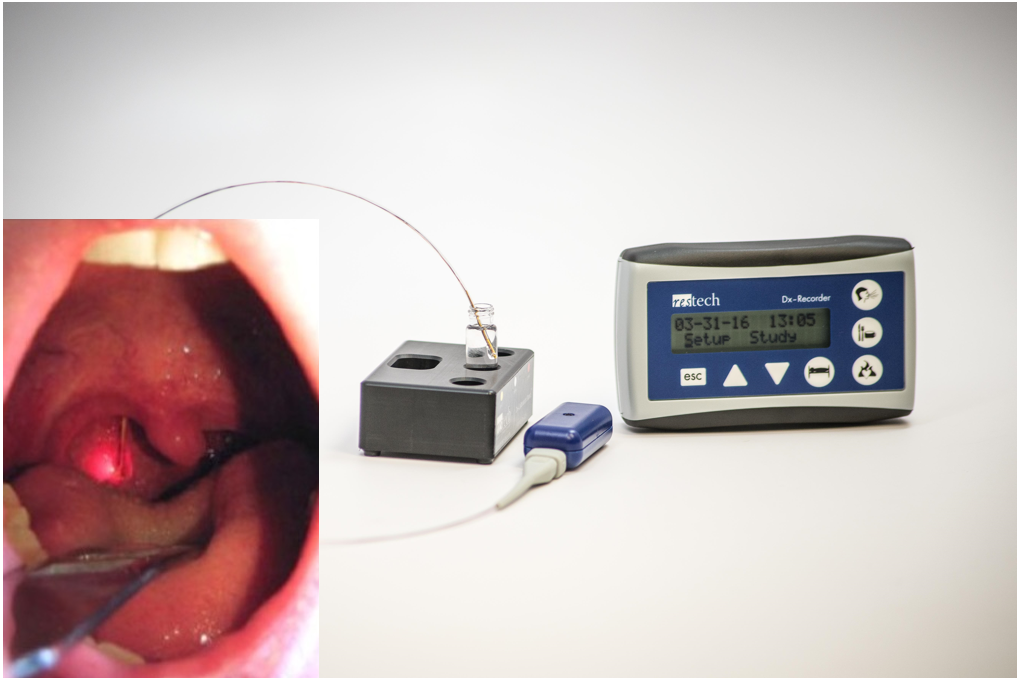 restech
Dx-Recorder
03-31-16 13:05
Setup Study
esc